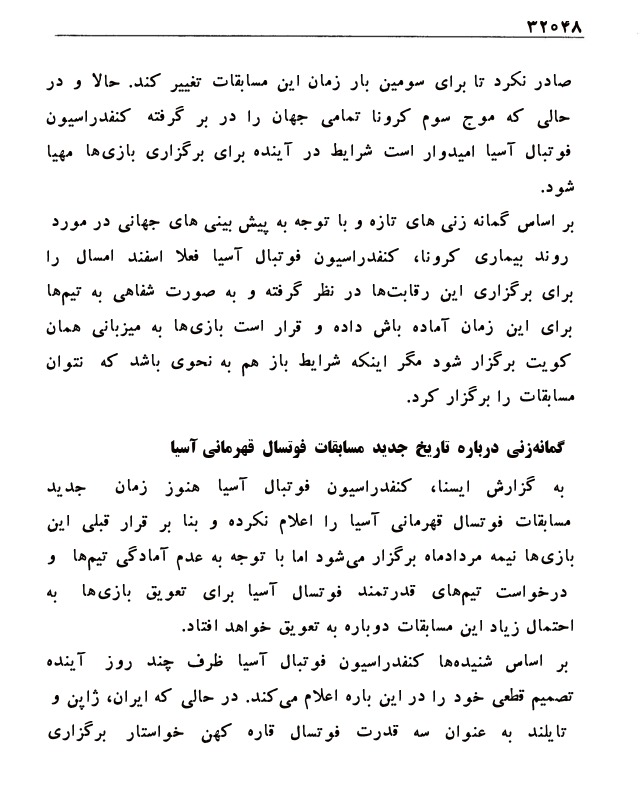 ۳۲۰۴۸
صادر نکرد تا برای سومین بار زمان این مسابقات تغییر کند. حالا و در
حالی که موج سوم کرونا تمامی جهان را در بر گرفته کنفدراسیون
فوتبال آسیا امیدوار است شرایط در آینده برای برگزاری بازی‌ها مهیا
شود.
بر اساس گمانه زنی های تازه و با توجه به پیش بینی های جهانی در مورد
روند بیماری کرونا، کنفدراسیون فوتبال آسیا فعلا اسفند امسال را
برای برگزاری این رقابت‌ها در نظر گرفته و به صورت شفاهی به تیم‌ها
برای این زمان آماده باش داده و قرار است بازی‌ها به میزبانی همان
کویت برگزار شود مگر اینکه شرایط باز هم به نحوی باشد که نتوان
مسابقات را برگزار کرد.
گمانه‌زنی درباره تاریخ جدید مسابقات فوتسال قهرمانی آسیا
به گزارش ایسنا، کنفدراسیون فوتبال آسیا هنوز زمان جدید
مسابقات فوتسال قهرمانی آسیا را اعلام نکرده و بنا بر قرار قبلی این
بازی‌ها نیمه مردادماه برگزار می‌شود اما با توجه به عدم آمادگی تیم‌ها و
درخواست تیم‌های قدرتمند فوتسال آسیا برای تعویق بازی‌ها به
احتمال زیاد این مسابقات دوباره به تعویق خواهد افتاد.
بر اساس شنیده‌ها کنفدراسیون فوتبال آسیا ظرف چند روز آینده
تصمیم قطعی خود را در این باره اعلام می‌کند. در حالی که ایران، ژاپن و
تایلند به عنوان سه قدرت فوتسال قاره کهن خواستار برگزاری